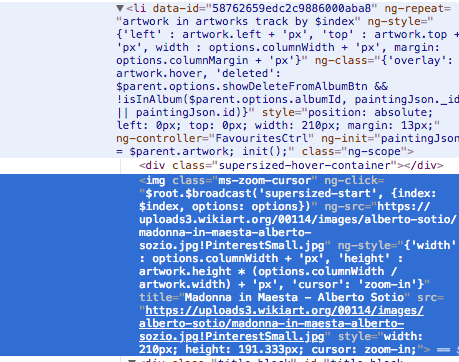 ▼<li data-id="58762659edc2c9886000aba8" ng-repeat=
"artwork in artworks track by $index" ng-style=
"{'left' : artwork.left + 'px', 'top' : artwork.top +
'px', width : options.columnWidth + 'px', margin:
options.columnMargin + 'px'}" ng-class="{'overlay':
artwork.hover, 'deleted':
$parent.options.showDeleteFromAlbumBtn &&
!isInAlbum($parent.options.albumId, paintingJson._id
|| paintingJson.id)}" style="position: absolute;
left: 0px; top: 0px; width: 210px; margin: 13px;"
ng-controller="FavouritesCtrl" ng-init="paintingJson
= $parent.artwork; init();" class="ng-scope">
<div class="supersized-hover-container"></div>
<img class="ms-zoom-cursor" ng-click=
"$root.$broadcast('supersized-start', {index:
$index, options: options})" ng-src="https://
uploads3.wikiart.org/00114/images/alberto-sotio/
madonna-in-maesta-alberto-
sozio.jpg!PinterestSmall.jpg" ng-style="{'width'
: options.columnWidth + 'px', 'height' :
artwork.height * (options.columnWidth /
artwork.width) + 'px', 'cursor': 'zoom-in'}"
title="Madonna in Maesta - Alberto Sotio" src=
"https://uploads3.wikiart.org/00114/images/
alberto-sotio/madonna-in-maesta-alberto-
sozio.jpg!PinterestSmall.jpg" style="width:
210px; height: 191.333px; cursor: zoom-in;"> == $